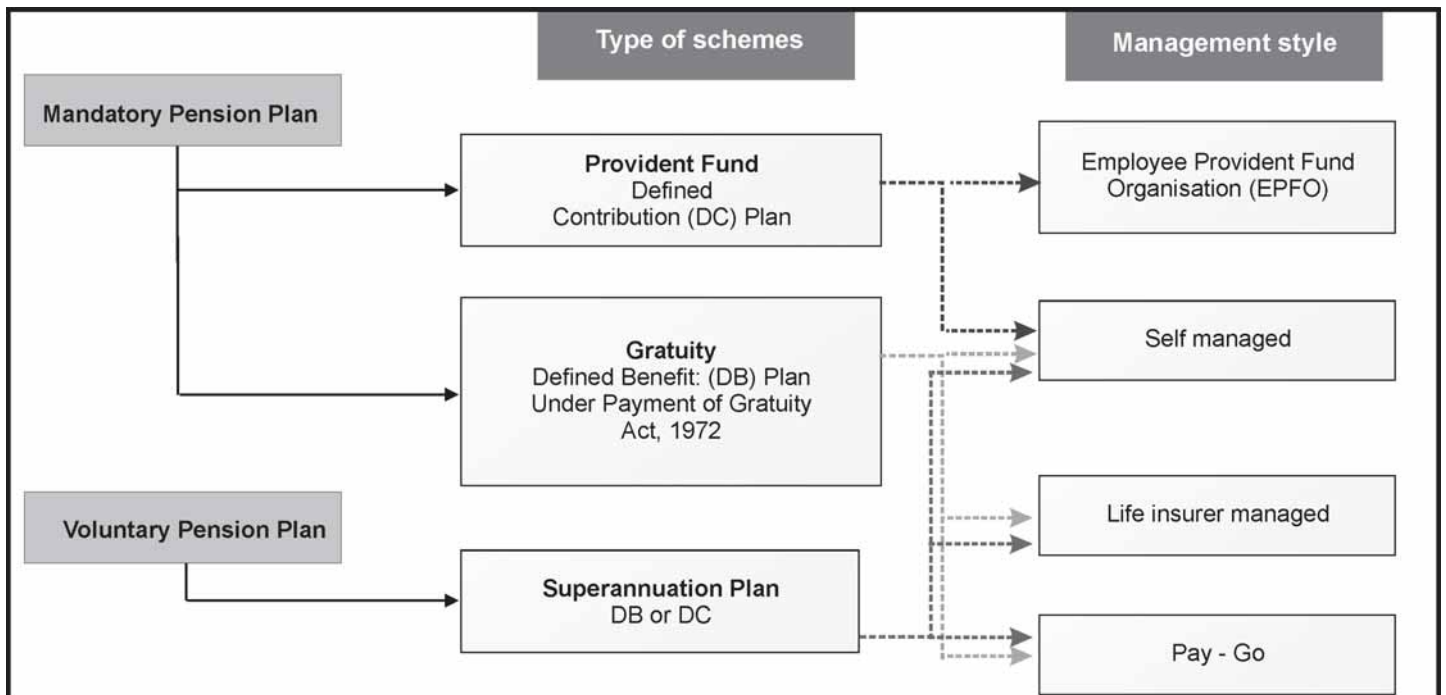 Type of schemes
Management style
Mandatory Pension Plan
Provident Fund
Defined
Contribution (DC) Plan
Employee Provident Fund
Organisation (EPFO)
Gratuity
Defined Benefit: (DB) Plan
Under Payment of Gratuity
Act, 1972
Self managed
Voluntary Pension Plan
Life insurer managed
Superannuation Plan
DB or DC
Pay - Go